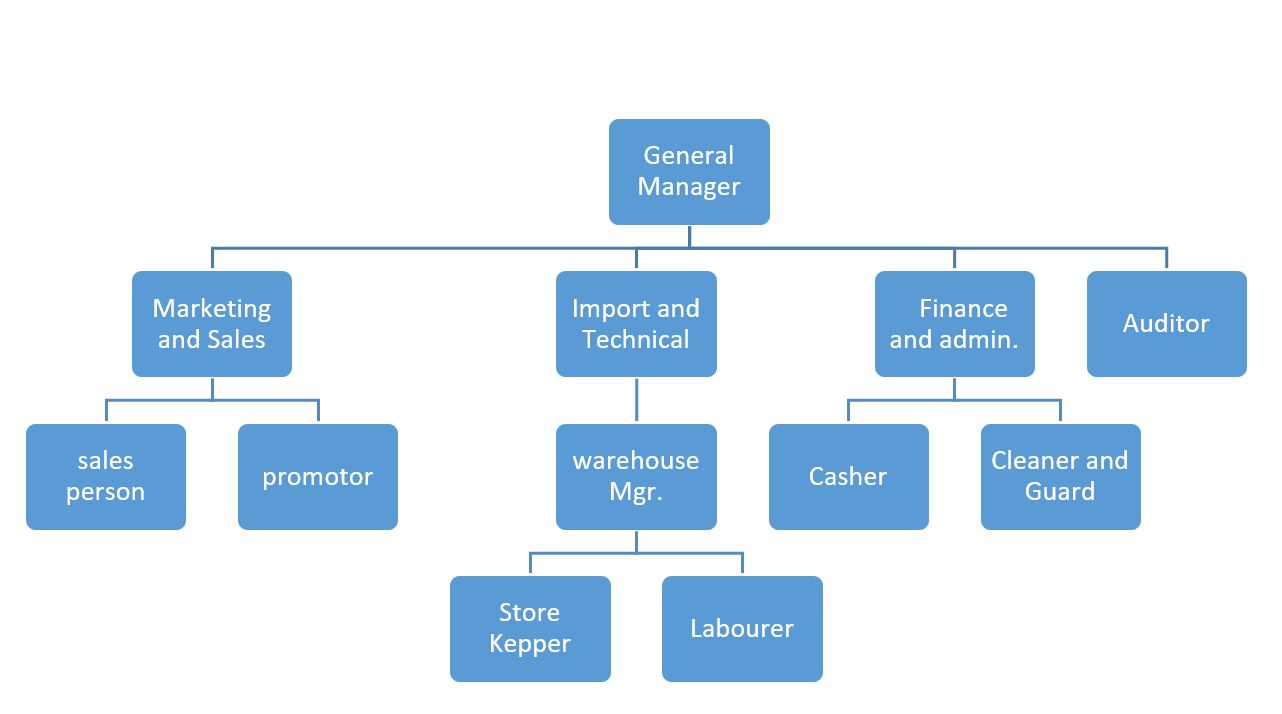 General
Manager
Marketing
and Sales
Import and
Technical
Finance
and admin.
Auditor
sales
person
promotor
warehouse
Mgr.
Casher
Cleaner and
Guard
Store
Kepper
Labourer